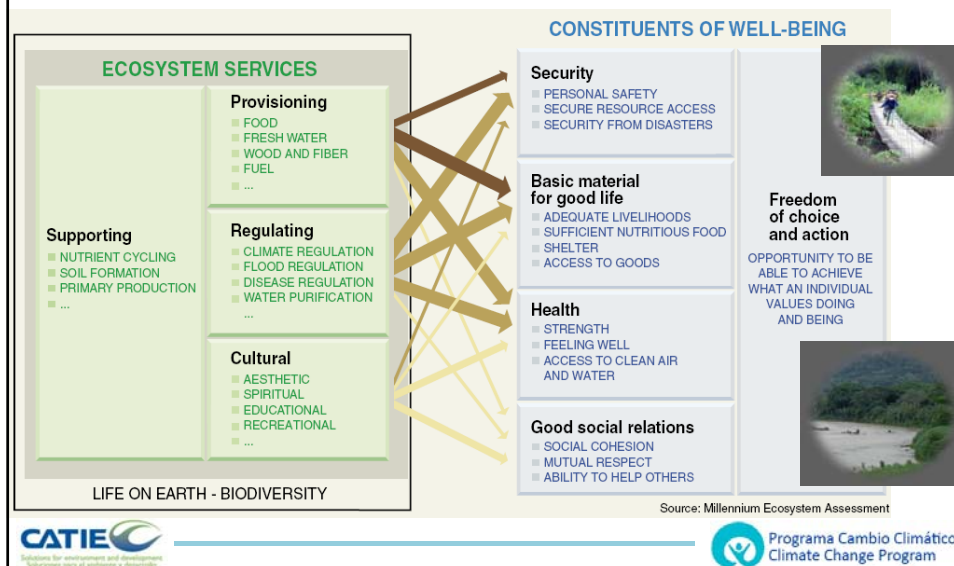 CONSTITUENTS OF WELL-BEING
ECOSYSTEM SERVICES
Supporting
NUTRIENT CYCLING
SOIL FORMATION
PRIMARY PRODUCTION
...
Provisioning
FOOD
FRESH WATER
WOOD AND FIBER
FUEL
...
Regulating
CLIMATE REGULATION
FLOOD REGULATION
DISEASE REGULATION
WATER PURIFICATION
...
Cultural
AESTHETIC
SPIRITUAL
EDUCATIONAL
RECREATIONAL
...
LIFE ON EARTH - BIODIVERSITY
Security
PERSONAL SAFETY
SECURE RESOURCE ACCESS
SECURITY FROM DISASTERS
Basic material
for good life
ADEQUATE LIVELIHOODS
SUFFICIENT NUTRITIOUS FOOD
SHELTER
ACCESS TO GOODS
Health
STRENGTH
FEELING WELL
ACCESS TO CLEAN AIR
AND WATER
Good social relations
SOCIAL COHESION
MUTUAL RESPECT
ABILITY TO HELP OTHERS
Freedom
of choice
and action
OPPORTUNITY TO BE
ABLE TO ACHIEVE
WHAT AN INDIVIDUAL
VALUES DOING
AND BEING
Source: Millennium Ecosystem Assessment
CATIE
Solutions for environment and development
Programa Cambio Climático
Climate Change Program